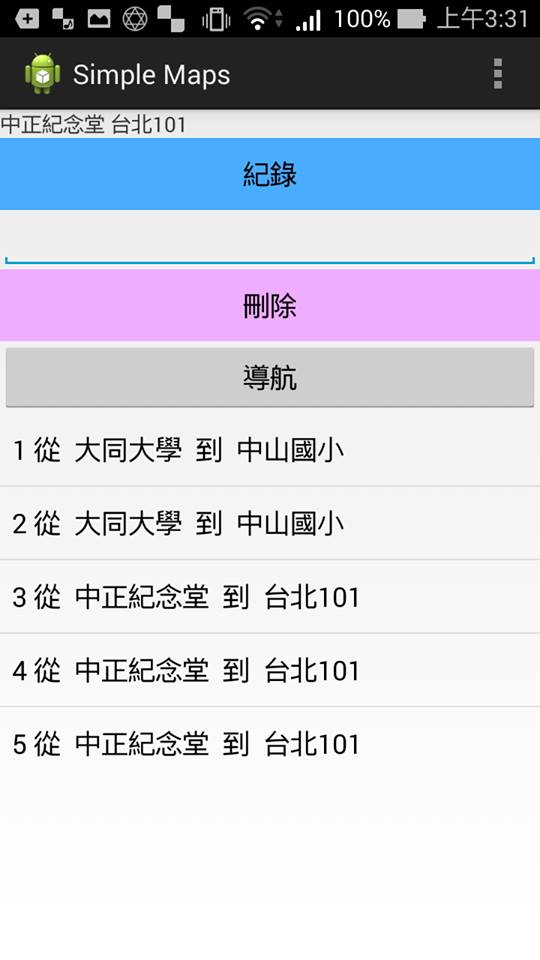 100% 上午3:31
Simple Maps
中正紀念堂 台北101
紀錄
刪除
導航
1 從 大同大學 到 中山國小
2 從 大同大學 到 中山國小
3 從 中正紀念堂 到 台北101
4 從 中正紀念堂 到 台北101
5 從 中正紀念堂 到 台北101